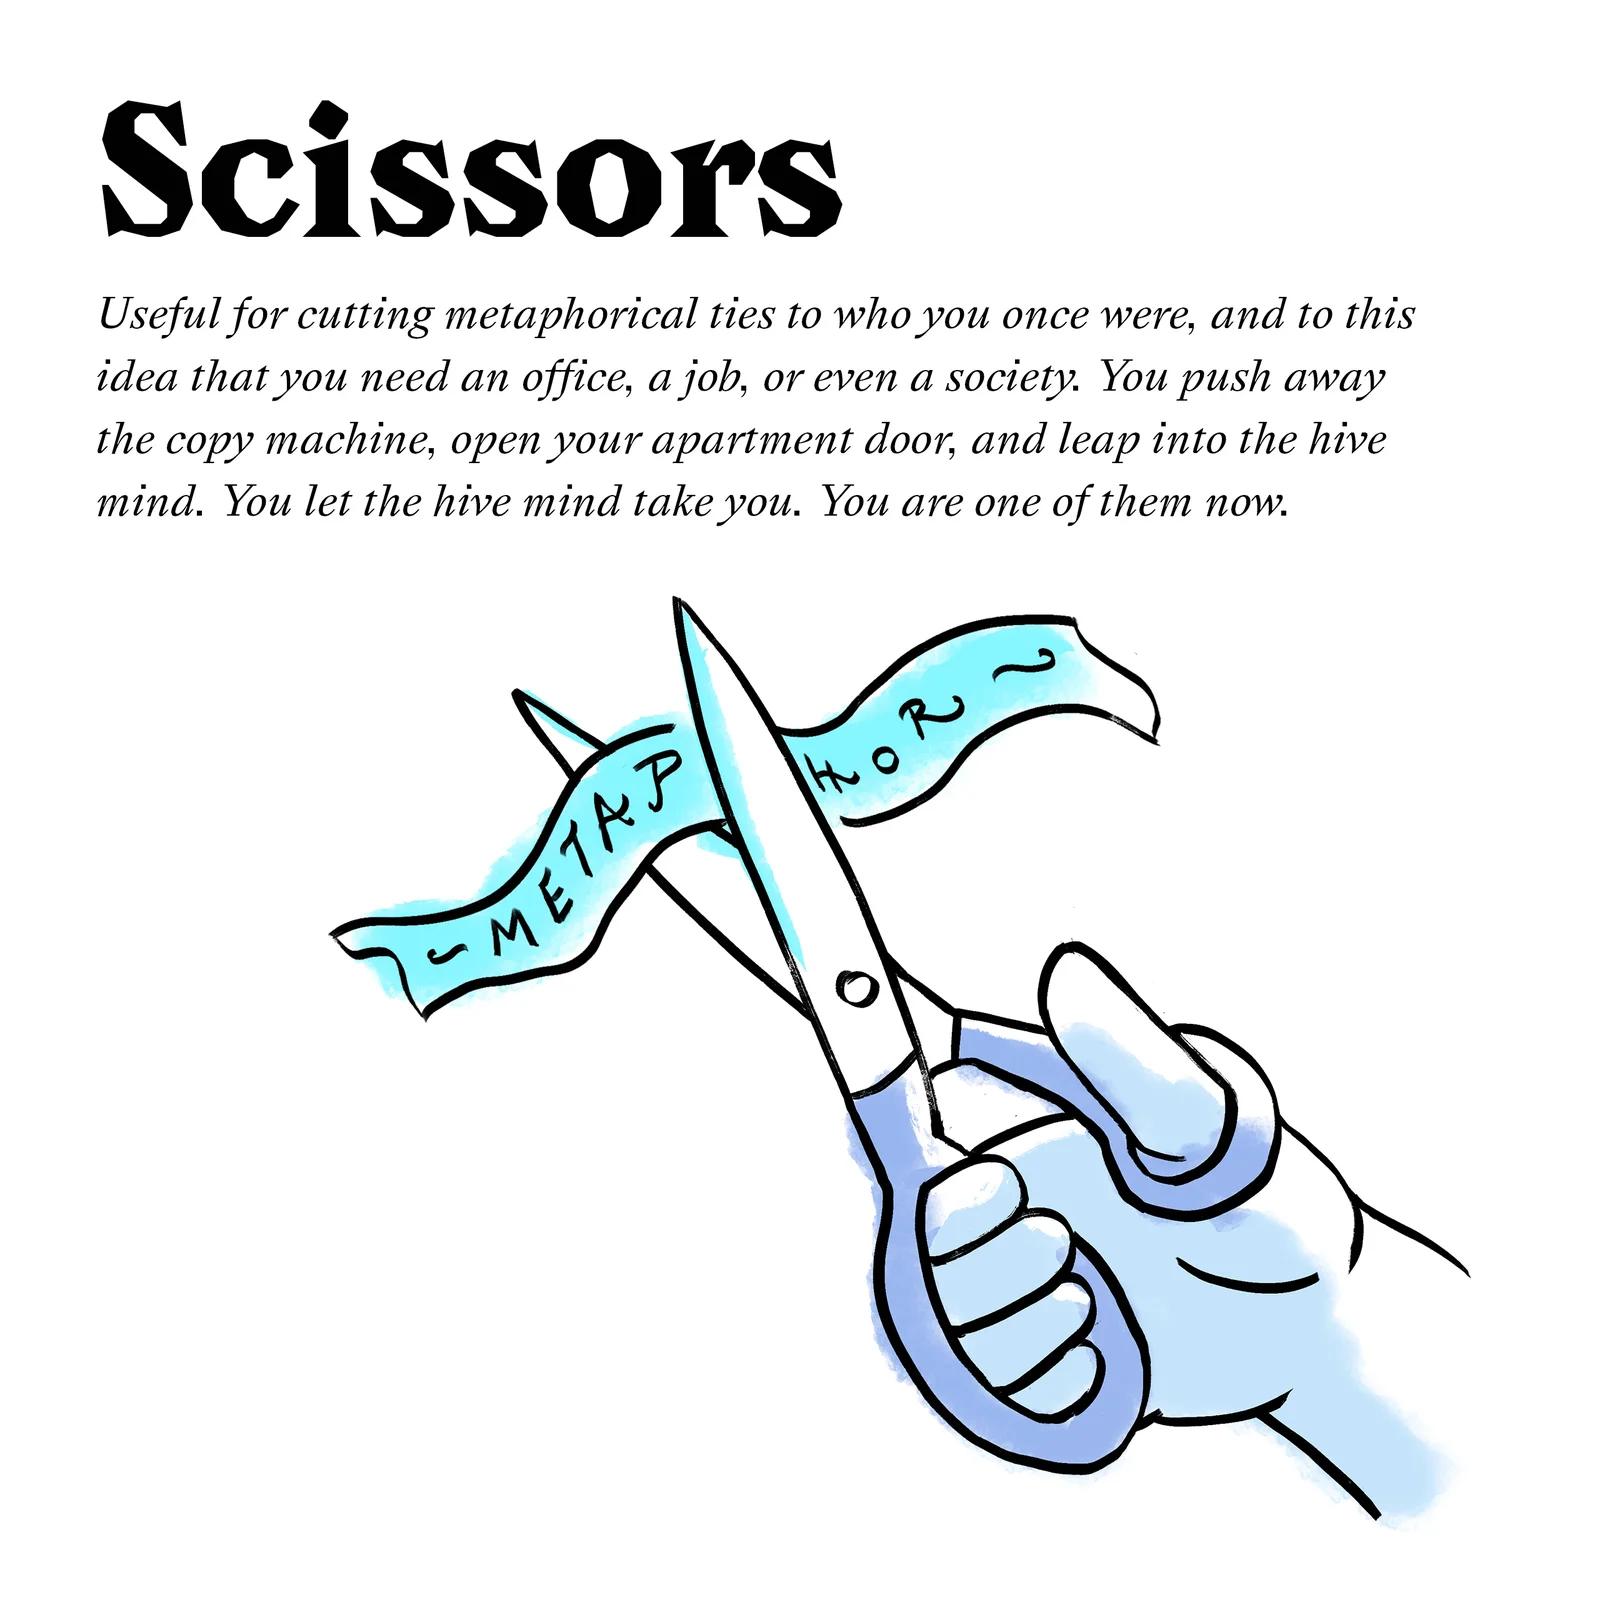 Scissors
Useful for cutting metaphorical ties to who you once were, and to this
idea that you need an office, a job, or even a society. You push away
the copy machine, open your apartment door, and leap into the hive
mind. You let the hive mind take you. You are one of them now.
~ METAP HOR ~